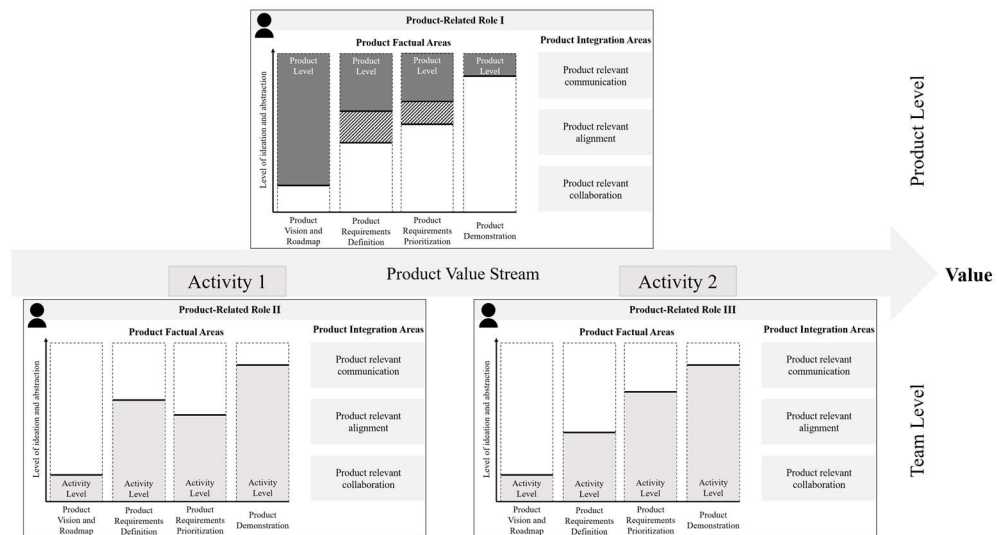 Product-Related Role I
Product Factual Areas
Product Integration Areas
Level of ideation and abstraction
Product
Level
Product
Level
Product
Level
Product
Level
Product relevant
communication
Product relevant
alignment
Product relevant
collaboration
Product
Vision and
Roadmap
Product
Requirements
Definition
Product
Requirements
Prioritization
Product
Demonstration
Product Level
Activity 1
Product Value Stream
Activity 2
Value
Product-Related Role II
Product Factual Areas
Product Integration Areas
Level of ideation and abstraction
Product relevant
communication
Product relevant
alignment
Product relevant
collaboration
Activity
Level
Activity
Level
Activity
Level
Activity
Level
Product
Vision and
Roadmap
Product
Requirements
Definition
Product
Requirements
Prioritization
Product
Demonstration
Product-Related Role III
Product Factual Areas
Product Integration Areas
Level of ideation and abstraction
Product relevant
communication
Product relevant
alignment
Product relevant
collaboration
Activity
Level
Activity
Level
Activity
Level
Activity
Level
Product
Vision and
Roadmap
Product
Requirements
Definition
Product
Requirements
Prioritization
Product
Demonstration
Team Level